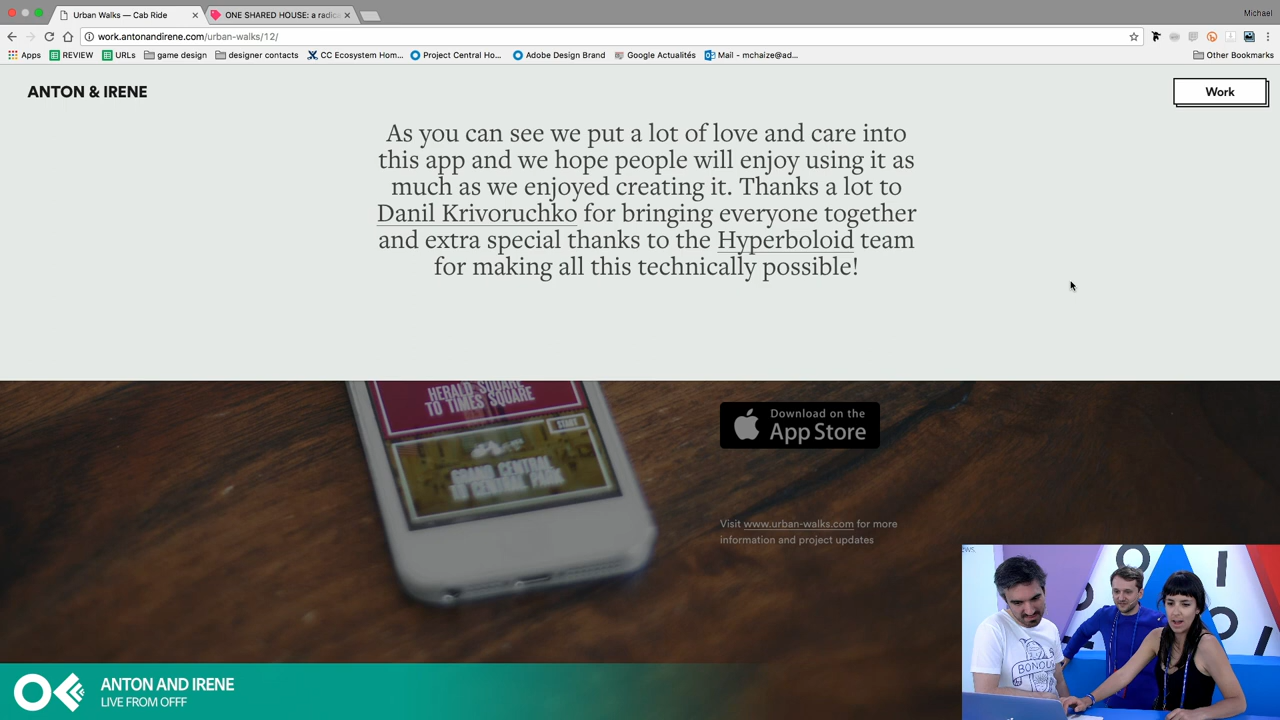 Urban Walks — Cab Ride
ONE SHARED HOUSE: a radica
Michael
work.antonandirene.com/urban-walks/12/
Apps
REVIEW
URLs
game design
designer contacts
CC Ecosystem Hom...
Project Central Ho...
Adobe Design Brand
Google Actualités
Mail - mchaize@ad...
Other Bookmarks
ANTON & IRENE
Work
As you can see we put a lot of love and care into
this app and we hope people will enjoy using it as
much as we enjoyed creating it. Thanks a lot to
Danil Krivoruchko for bringing everyone together
and extra special thanks to the Hyperboloid team
for making all this technically possible!
HERALD SQUARE
TO TIMES SQUARE
START
GRAND CENTRAL
TO CENTRAL PARK
Download on the
App Store
Visit www.urban-walks.com for more
information and project updates
ews,
ANTON AND IRENE
LIVE FROM OFFF